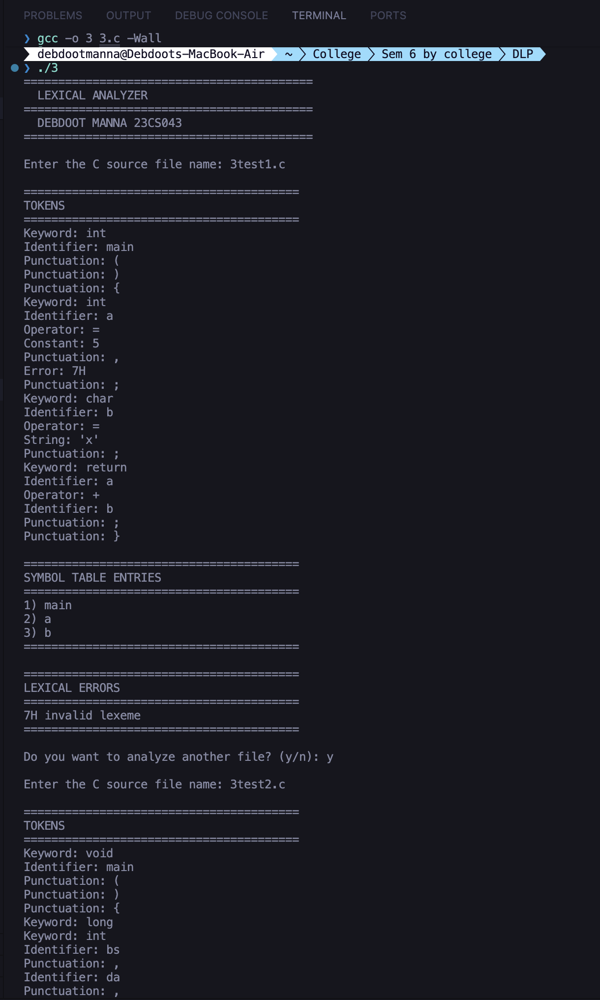 PROBLEMS OUTPUT DEBUG CONSOLE TERMINAL PORTS
❯ gcc -o 3 3.c -Wall
debdootmanna@Debdoots-MacBook-Air ~ College Sem 6 by college DLP
❯ ./3
==========================================
LEXICAL ANALYZER
==========================================
DEBDOOT MANNA 23CS043
==========================================
Enter the C source file name: 3test1.c
========================================
TOKENS
========================================
Keyword: int
Identifier: main
Punctuation: (
Punctuation: )
Punctuation: {
Keyword: int
Identifier: a
Operator: =
Constant: 5
Punctuation: ,
Error: 7H
Punctuation: ;
Keyword: char
Identifier: b
Operator: =
String: 'x'
Punctuation: ;
Keyword: return
Identifier: a
Operator: +
Identifier: b
Punctuation: ;
Punctuation: }
========================================
SYMBOL TABLE ENTRIES
========================================
1) main
2) a
3) b
========================================
========================================
LEXICAL ERRORS
========================================
7H invalid lexeme
========================================
Do you want to analyze another file? (y/n): y
Enter the C source file name: 3test2.c
========================================
TOKENS
========================================
Keyword: void
Identifier: main
Punctuation: (
Punctuation: )
Punctuation: {
Keyword: long
Keyword: int
Identifier: bs
Punctuation: ,
Identifier: da
Punctuation: ,